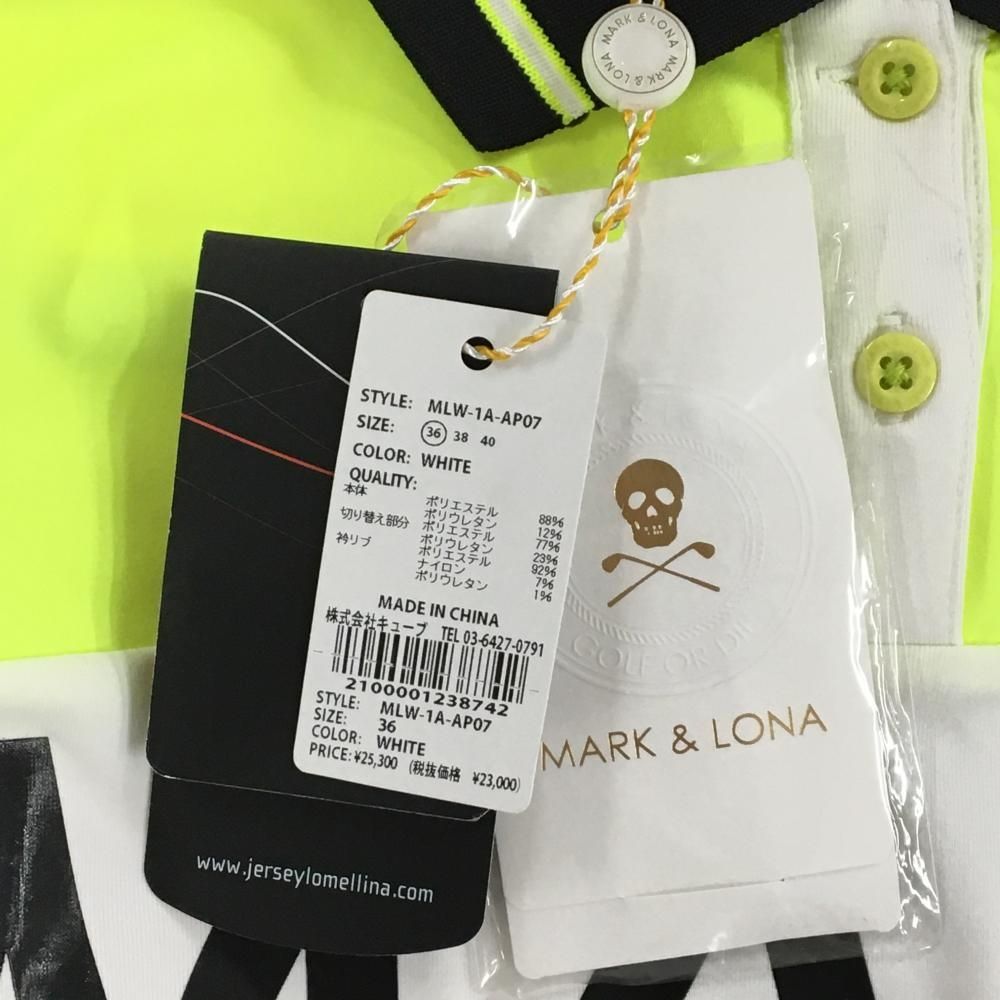 MARK & LONA MARK & LONA
STYLE: MLW-1A-AP07
SIZE: 36 38 40
COLOR: WHITE
QUALITY:
本体 ポリエステル 88%
ポリウレタン 12%
切り替え部分 ポリエステル 77%
ポリウレタン 23%
衿リブ ポリエステル 92%
ナイロン 7%
ポリウレタン 1%
MADE IN CHINA
株式会社キューブ TEL 03-6427-0791
2100001238742
STYLE: MLW-1A-AP07
SIZE: 36
COLOR: WHITE
PRICE: ¥25,300 (税抜価格 ¥23,000)
GOLF OR DIE
MARK & LONA
www.jerseylomellina.com